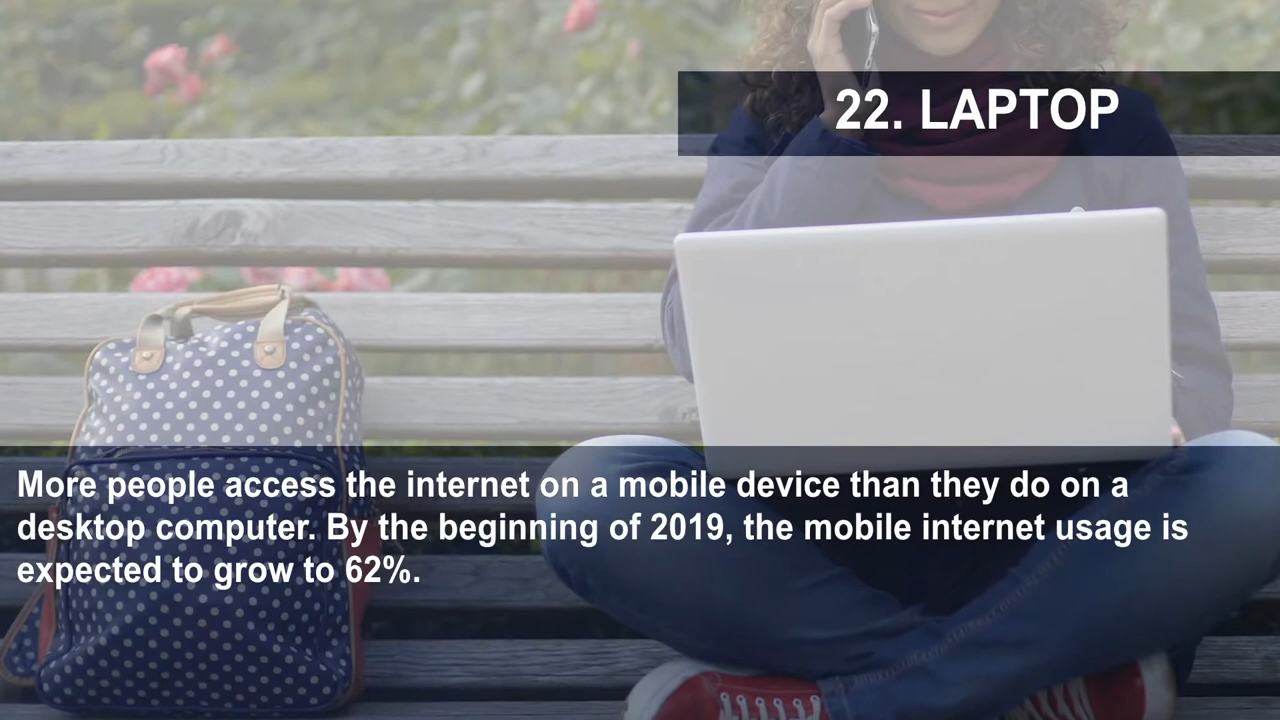 22. LAPTOP
More people access the internet on a mobile device than they do on a
desktop computer. By the beginning of 2019, the mobile internet usage is
expected to grow to 62%.